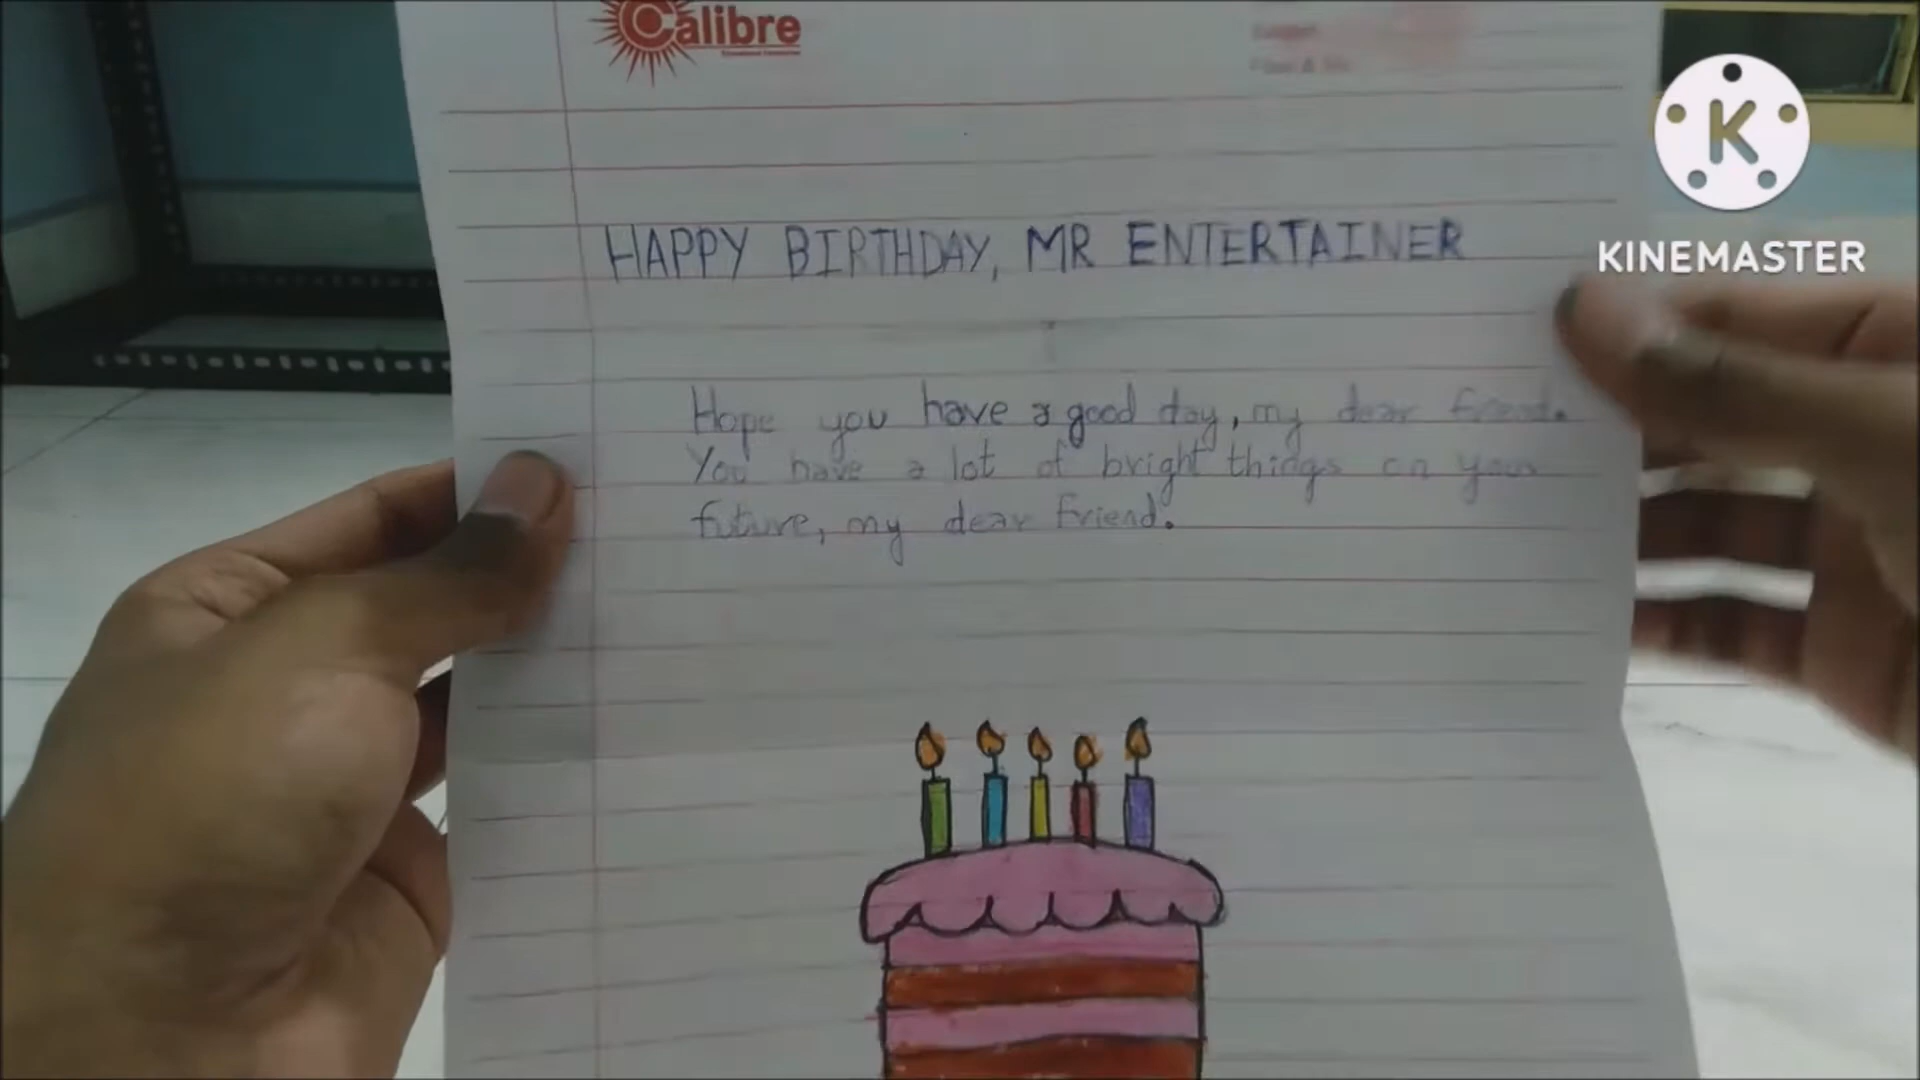 Calibre
KINEMASTER
HAPPY BIRTHDAY, MR ENTERTAINER
Hope you have a good day, my dear friend.
You have a lot of bright things on your
future, my dear friend.